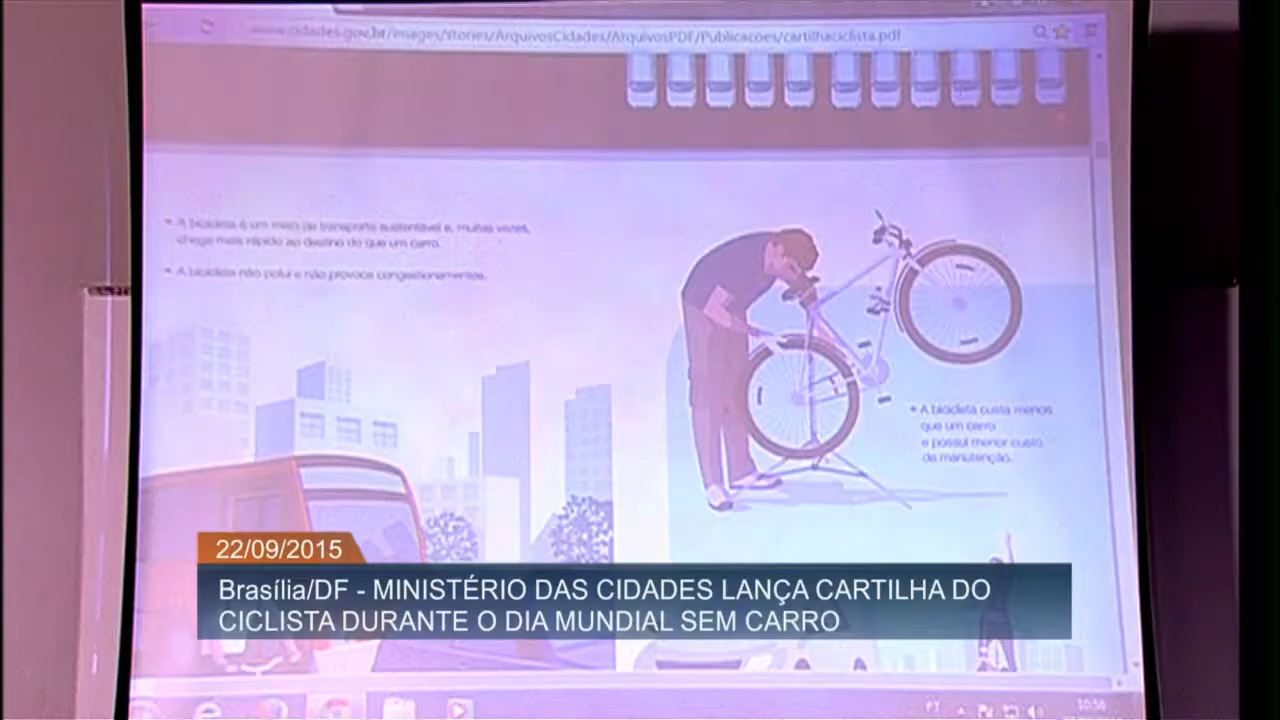 www.cidades.gov.br/images/stories/ArquivosCidades/ArquivosPDF/Publicacoes/cartilhaciclista.pdf
• A bicicleta é um meio de transporte sustentável e, muitas vezes,
chega mais rápido ao destino do que um carro.
• A bicicleta não polui e não provoca congestionamentos.
• A bicicleta custa menos
que um carro
e possui menor custo
de manutenção.
22/09/2015
Brasília/DF - MINISTÉRIO DAS CIDADES LANÇA CARTILHA DO
CICLISTA DURANTE O DIA MUNDIAL SEM CARRO
PT
10:58